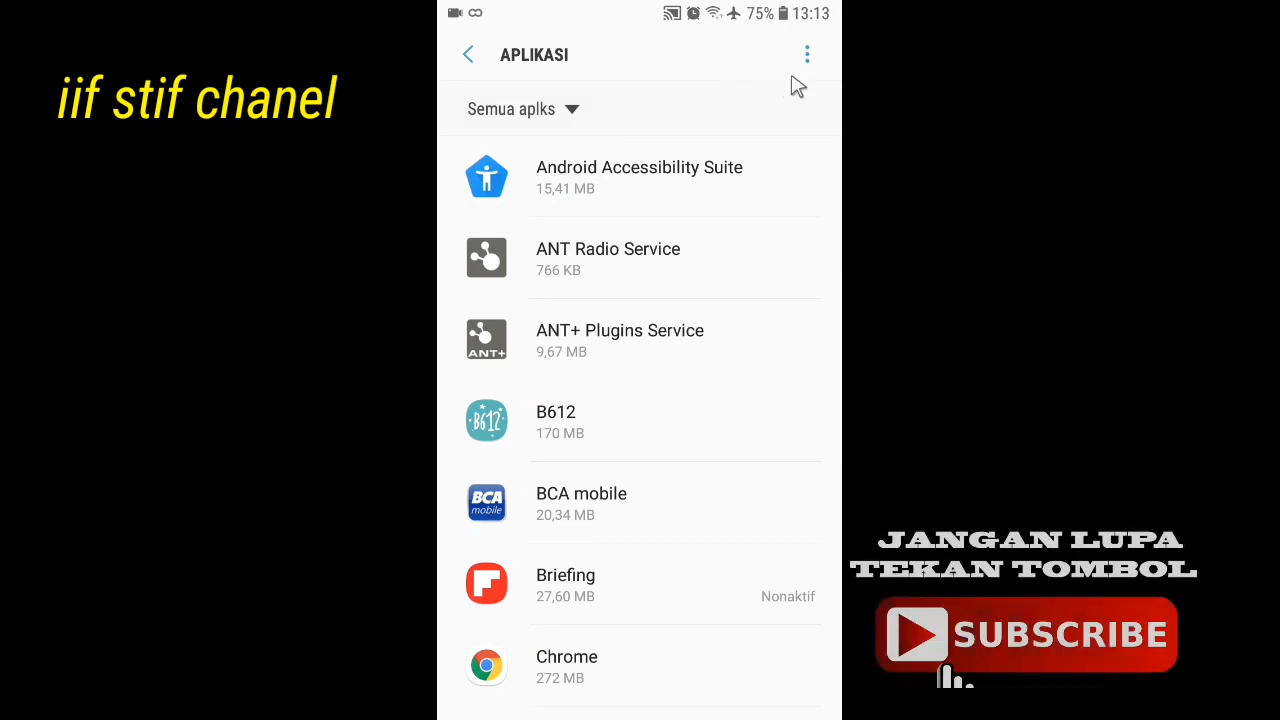 iif stif chanel
75% 13:13
APLIKASI
Semua aplks
Android Accessibility Suite
15,41 MB
ANT Radio Service
766 KB
ANT+
ANT+ Plugins Service
9,67 MB
B612
B612
170 MB
BCA
mobile
BCA mobile
20,34 MB
Briefing
27,60 MB
Nonaktif
Chrome
272 MB
JANGAN LUPA
TEKAN TOMBOL
SUBSCRIBE